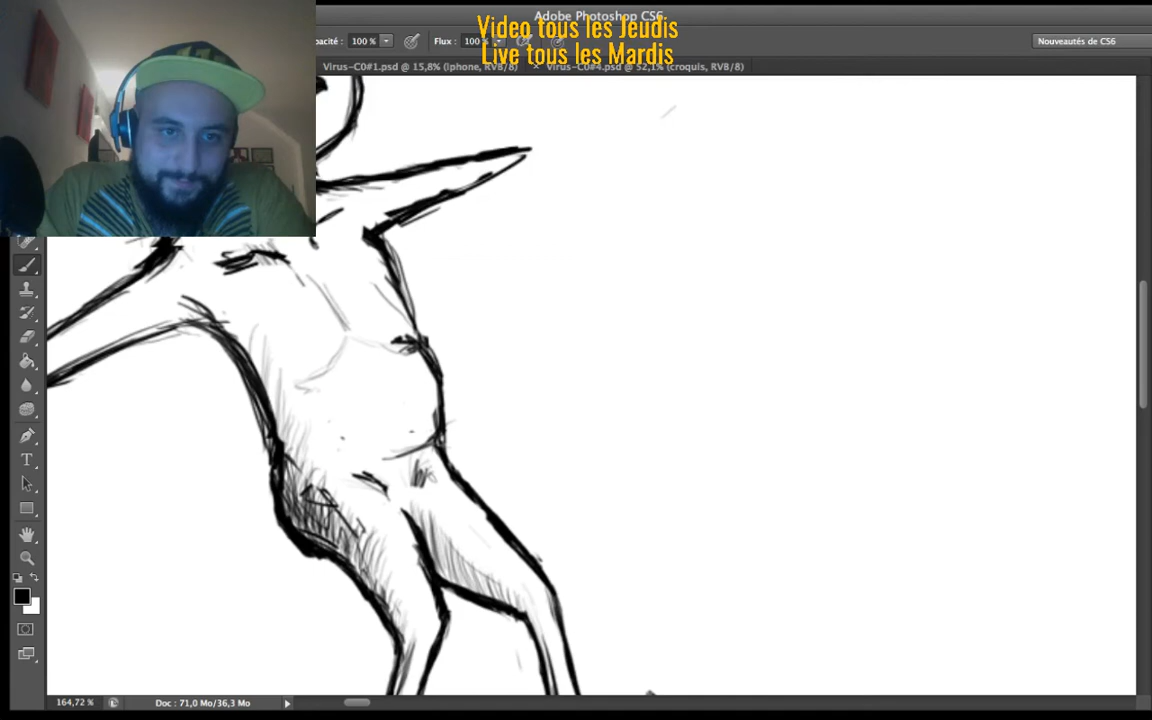 Adobe Photoshop CS6
Video tous les Jeudis
Live tous les Mardis
pacité : 100 % Flux : 100 % Nouveautés de CS6
Virus-C0#1.psd @ 15,8% (Iphone, RVB/8) × Virus-C0#4.psd @ 52,1% (croquis, RVB/8)
T
164,72 % Doc : 71,0 Mo/36,3 Mo